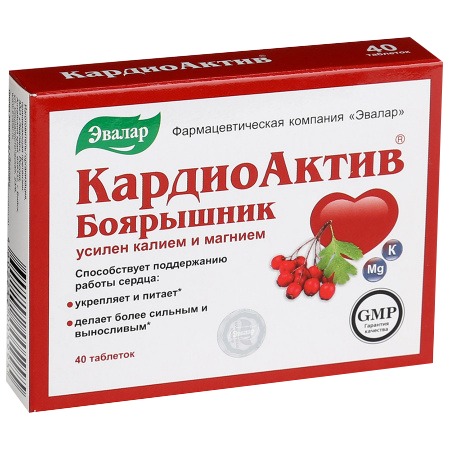 КардиоАктив®
40
таблеток
Эвалар
Фармацевтическая компания «Эвалар»
КардиоАктив®
Боярышник
усилен калием и магнием
Способствует поддержанию
работы сердца:
•укрепляет и питает*
•делает более сильным и
выносливым*
K
Mg
GMP
Гарантия
качества
40 таблеток